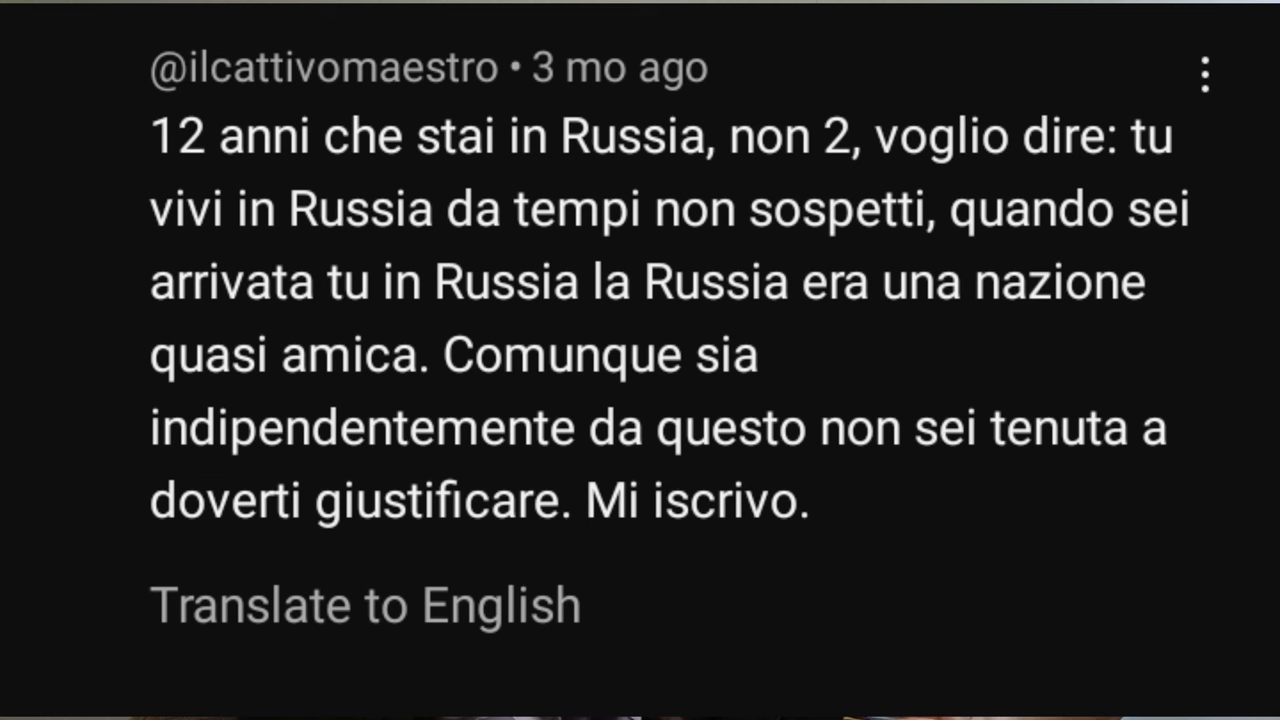 @ilcattivomaestro • 3 mo ago
12 anni che stai in Russia, non 2, voglio dire: tu
vivi in Russia da tempi non sospetti, quando sei
arrivata tu in Russia la Russia era una nazione
quasi amica. Comunque sia
indipendentemente da questo non sei tenuta a
doverti giustificare. Mi iscrivo.
Translate to English